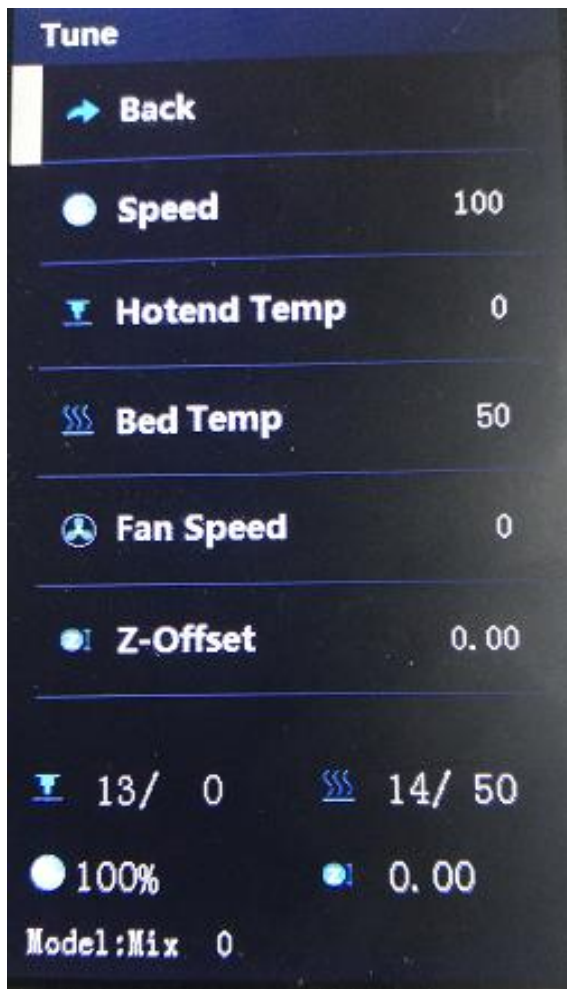 Tune
Back
Speed 100
Hotend Temp 0
Bed Temp 50
Fan Speed 0
Z-Offset 0.00
13/ 0 14/ 50
100% 0.00
Model:Mix 0